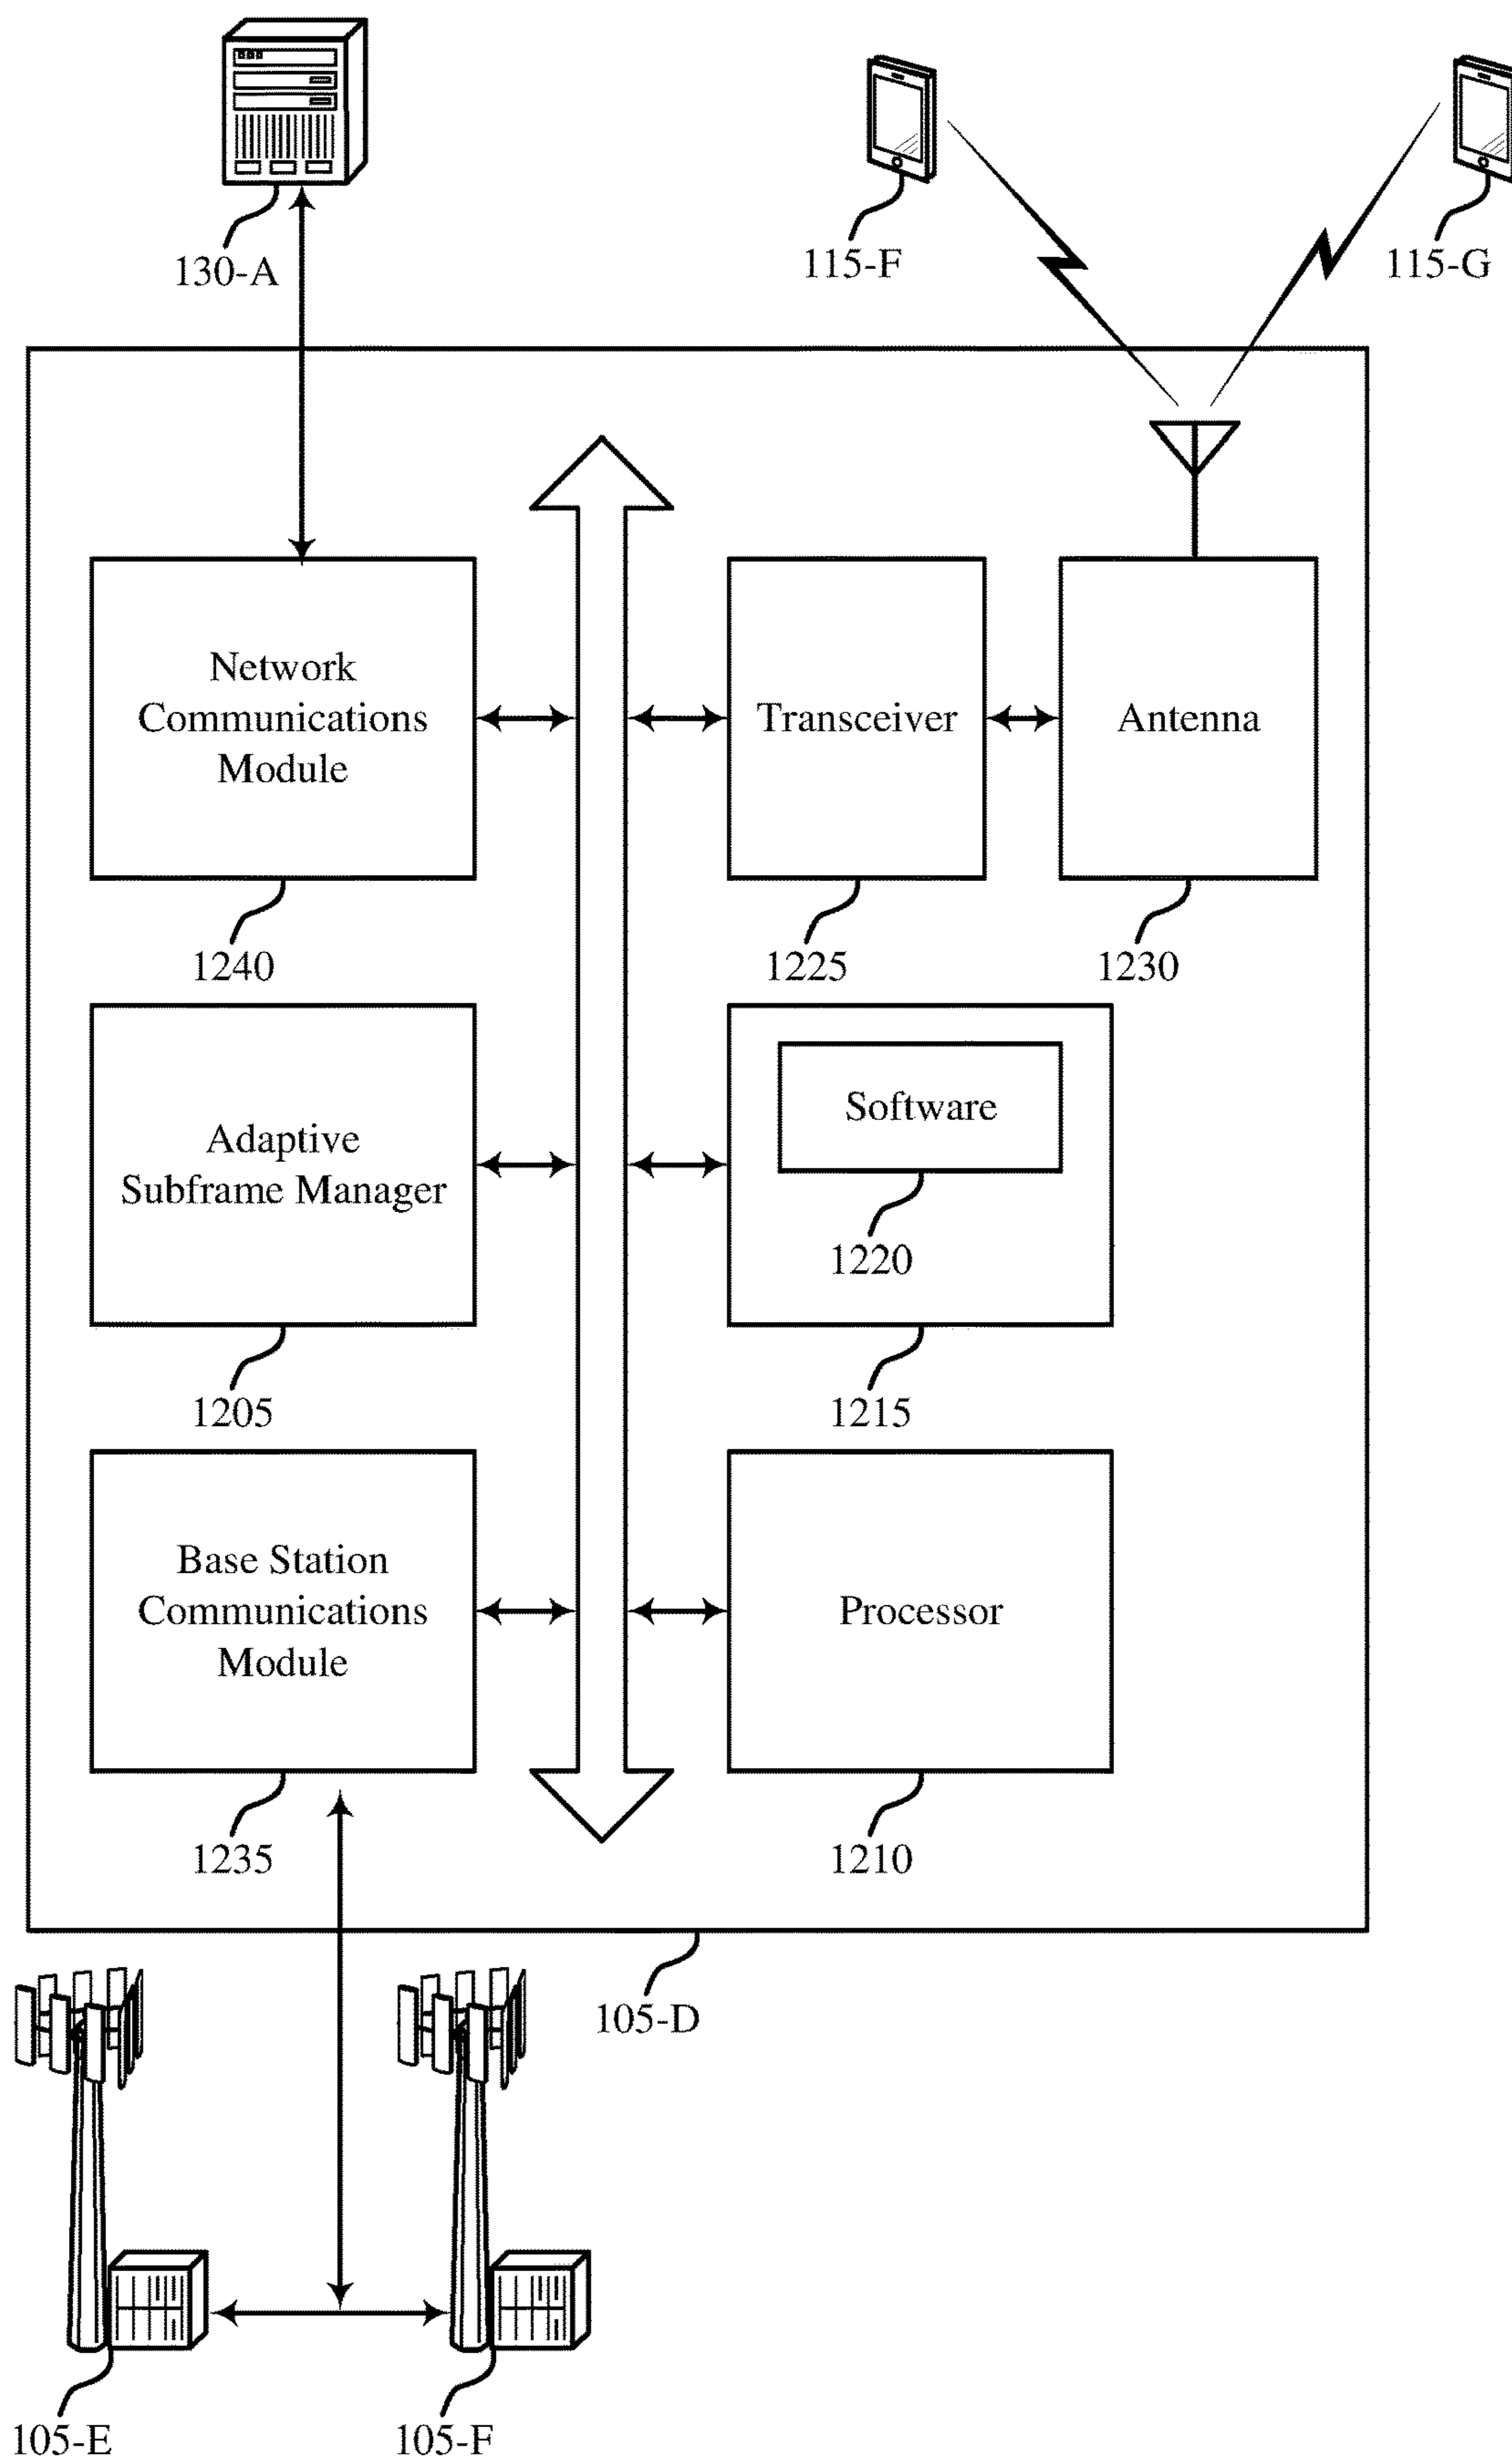 130-A
115-F
115-G
Network
Communications
Module
Transceiver
Antenna
1240
1225
1230
Adaptive
Subframe Manager
Software
1220
1205
1215
Base Station
Communications
Module
Processor
1235
1210
105-D
105-E
105-F